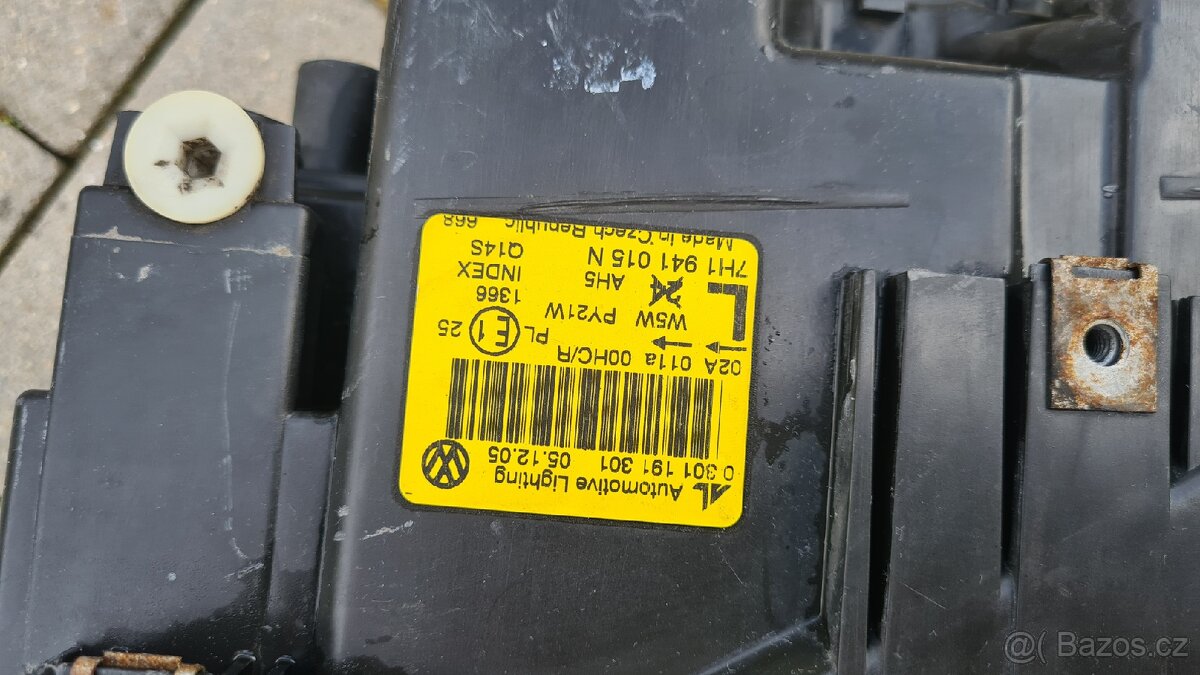 AL Automotive Lighting
0 301 191 301 05.12.05
02A 011a 00HC/R PL E1 25
W5W PY21W 1366
L AH5 INDEX
7H1 941 015 N Q14S
Made in Czech Republic 668
@( Bazos.cz